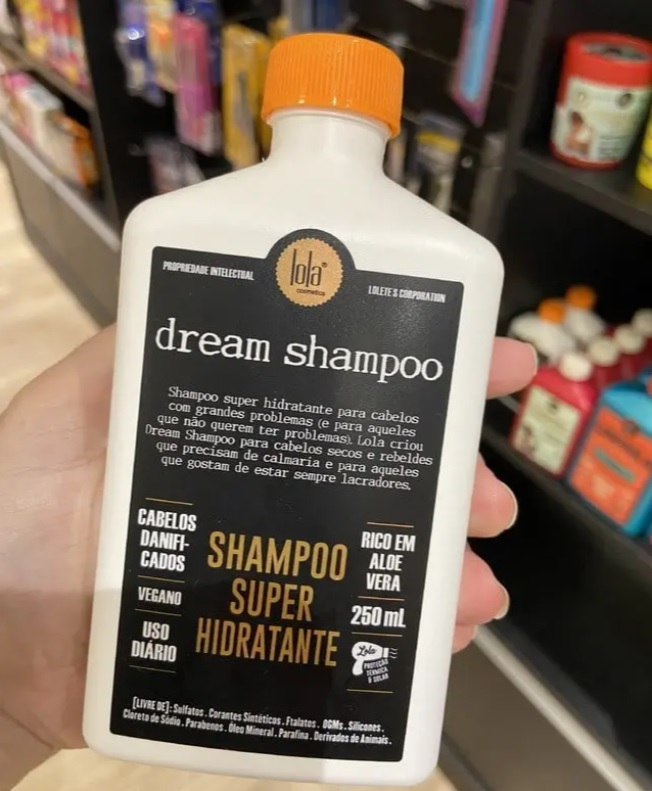 PROPRIEDADE INTELECTUAL
lola®
cosmetics
LOLETE'S CORPORATION
dream shampoo
Shampoo super hidratante para cabelos
com grandes problemas (e para aqueles
que não querem ter problemas). Lola criou
Dream Shampoo para cabelos secos e rebeldes
que precisam de calmaria e para aqueles
que gostam de estar sempre lacradores.
CABELOS
DANIFI-
CADOS
VEGANO
USO
DIÁRIO
SHAMPOO
SUPER
HIDRATANTE
RICO EM
ALOE
VERA
250 mL
Lola
PROTEÇÃO
TÉRMICA
& SOLAR
[LIVRE DE]: Sulfatos. Corantes Sintéticos. Ftalatos. OGMs. Silicones.
Cloreto de Sódio. Parabenos. Óleo Mineral. Parafina. Derivados de Animais.